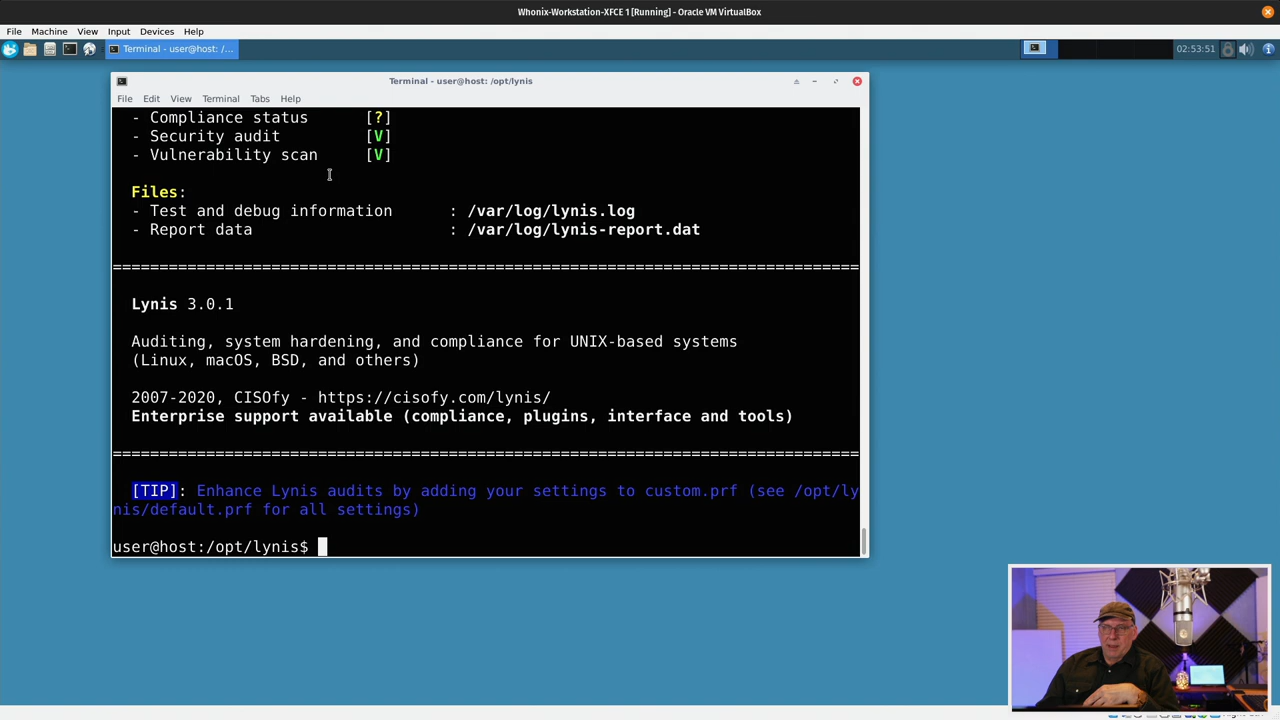 Whonix-Workstation-XFCE 1 [Running] - Oracle VM VirtualBox
File Machine View Input Devices Help
Terminal - user@host: /... 02:53:51
Terminal - user@host: /opt/lynis
File Edit View Terminal Tabs Help
- Compliance status [?]
- Security audit [V]
- Vulnerability scan [V]
Files:
- Test and debug information : /var/log/lynis.log
- Report data : /var/log/lynis-report.dat
================================================================================
Lynis 3.0.1
Auditing, system hardening, and compliance for UNIX-based systems
(Linux, macOS, BSD, and others)
2007-2020, CISOfy - https://cisofy.com/lynis/
Enterprise support available (compliance, plugins, interface and tools)
================================================================================
[TIP]: Enhance Lynis audits by adding your settings to custom.prf (see /opt/ly
nis/default.prf for all settings)
user@host:/opt/lynis$